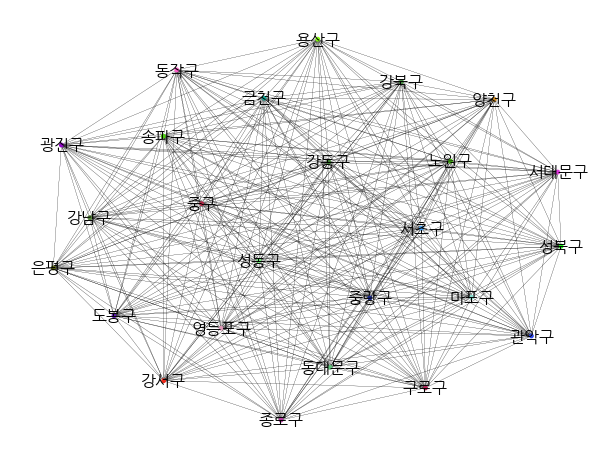 용산구
동작구
강북구
금천구
양천구
송파구
광진구
강동구
노원구
서대문구
중구
강남구
서초구
성북구
성동구
은평구
중랑구
마포구
도봉구
영등포구
관악구
동대문구
강서구
구로구
종로구